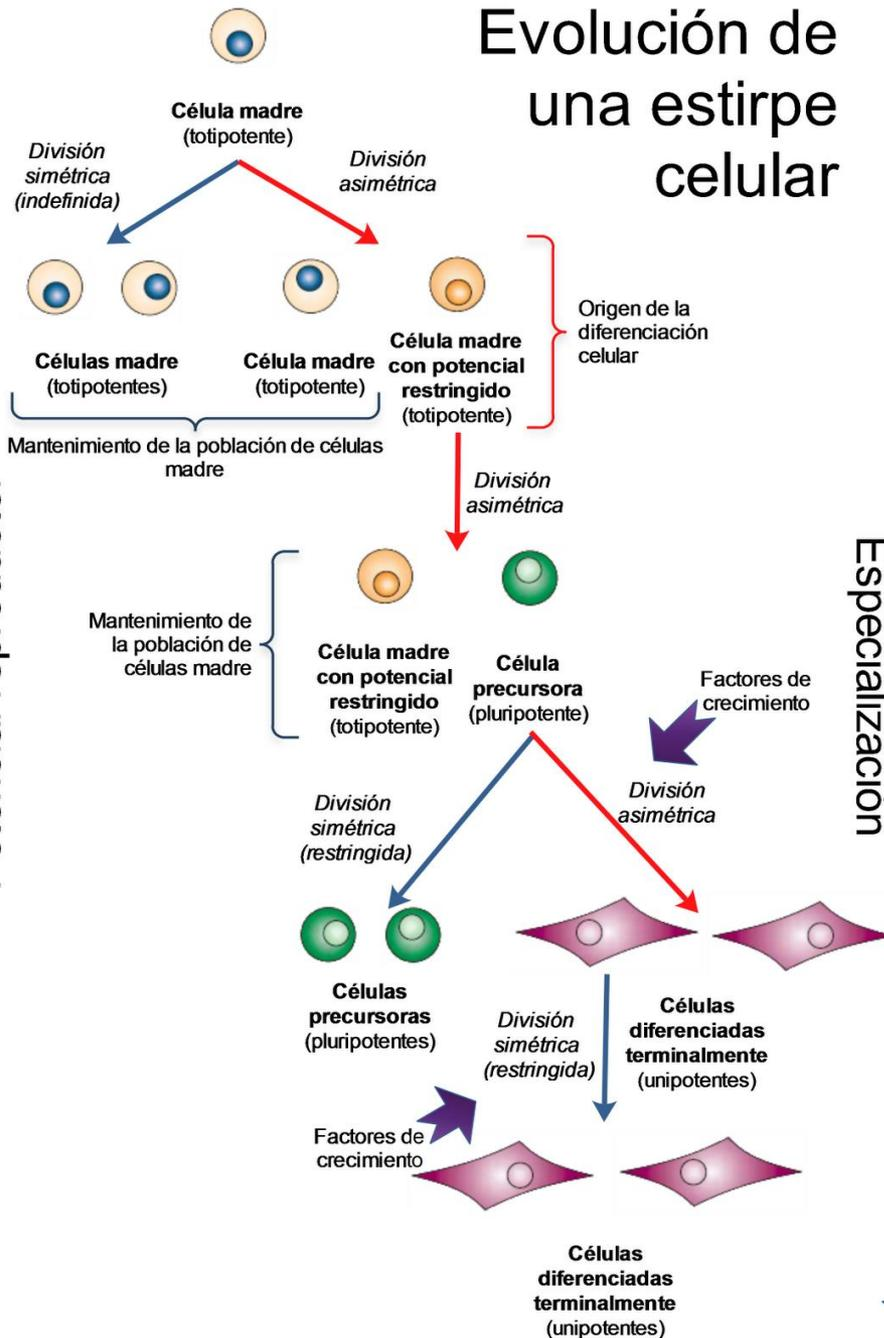 Evolución de
una estirpe
celular
Célula madre
(totipotente)
División
simétrica
(indefinida)
División
asimétrica
Células madre
(totipotentes)
Célula madre
(totipotente)
Célula madre
con potencial
restringido
(totipotente)
Origen de la
diferenciación
celular
Mantenimiento de la población de células
madre
División
asimétrica
Mantenimiento de
la población de
células madre
Célula madre
con potencial
restringido
(totipotente)
Célula
precursora
(pluripotente)
Factores de
crecimiento
Especialización
División
simétrica
(restringida)
División
asimétrica
Células
precursoras
(pluripotentes)
División
simétrica
(restringida)
Células
diferenciadas
terminalmente
(unipotentes)
Factores de
crecimiento
Células
diferenciadas
terminalmente
(unipotentes)